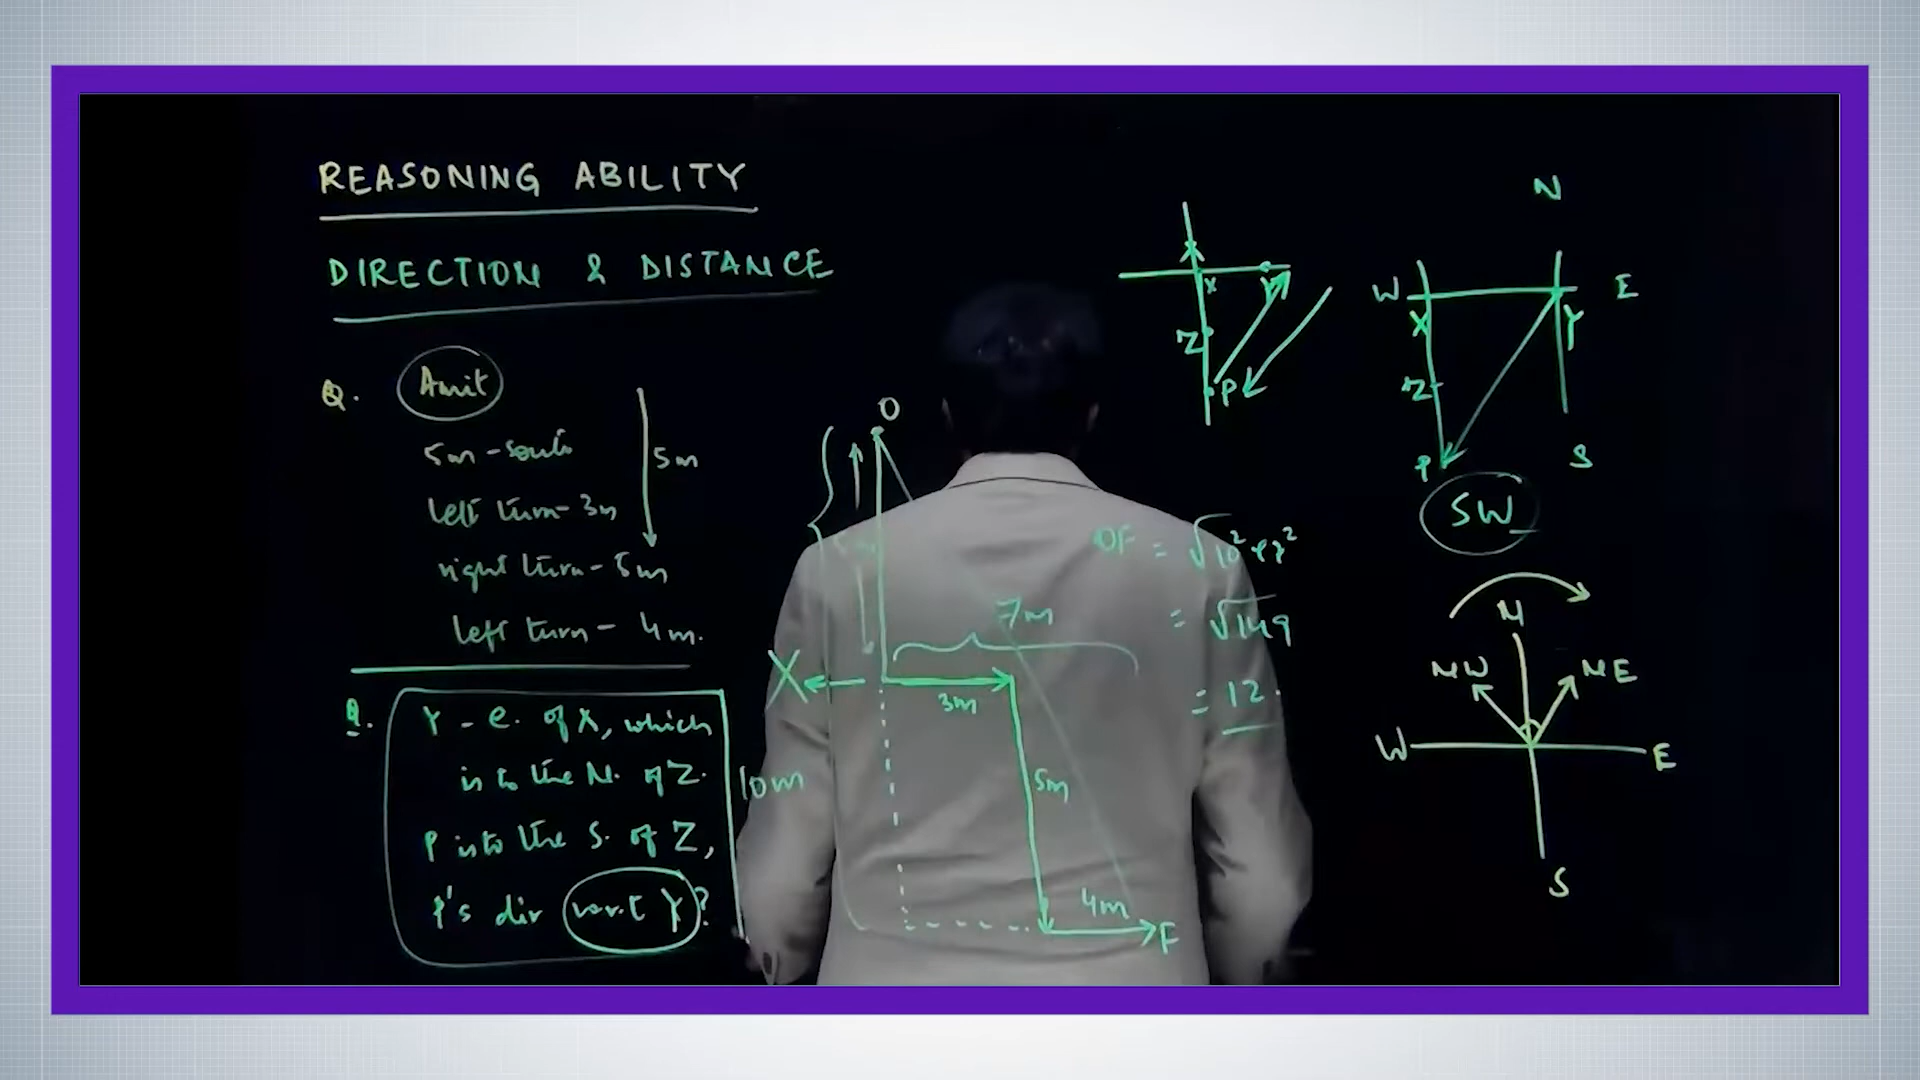 REASONING ABILITY
DIRECTION & DISTANCE
Q. Amit
5m - south
left turn - 3m
right turn - 5m
left turn - 4m.
5m
Q. Y - e. of X, which
is to the N. of Z.
P is to the S. of Z,
P's dir w.r.t Y?
O
X
7m
3m
10m
5m
4m
F
OF = √10²+7²
= √149
= 12.
X
Y
Z
P
N
W
E
X
Y
Z
P
S
SW
N
NW
NE
W
E
S